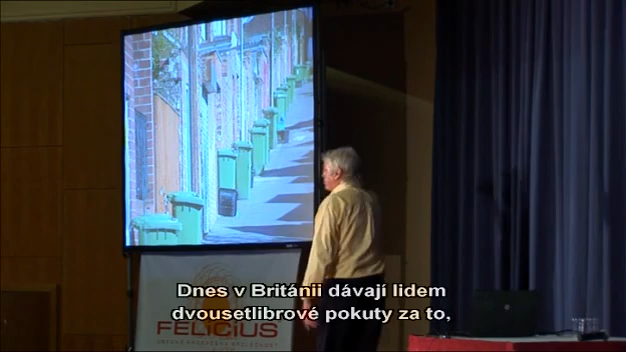 Dnes v Británii dávají lidem
dvousetlibrové pokuty za to,
FELICIUS